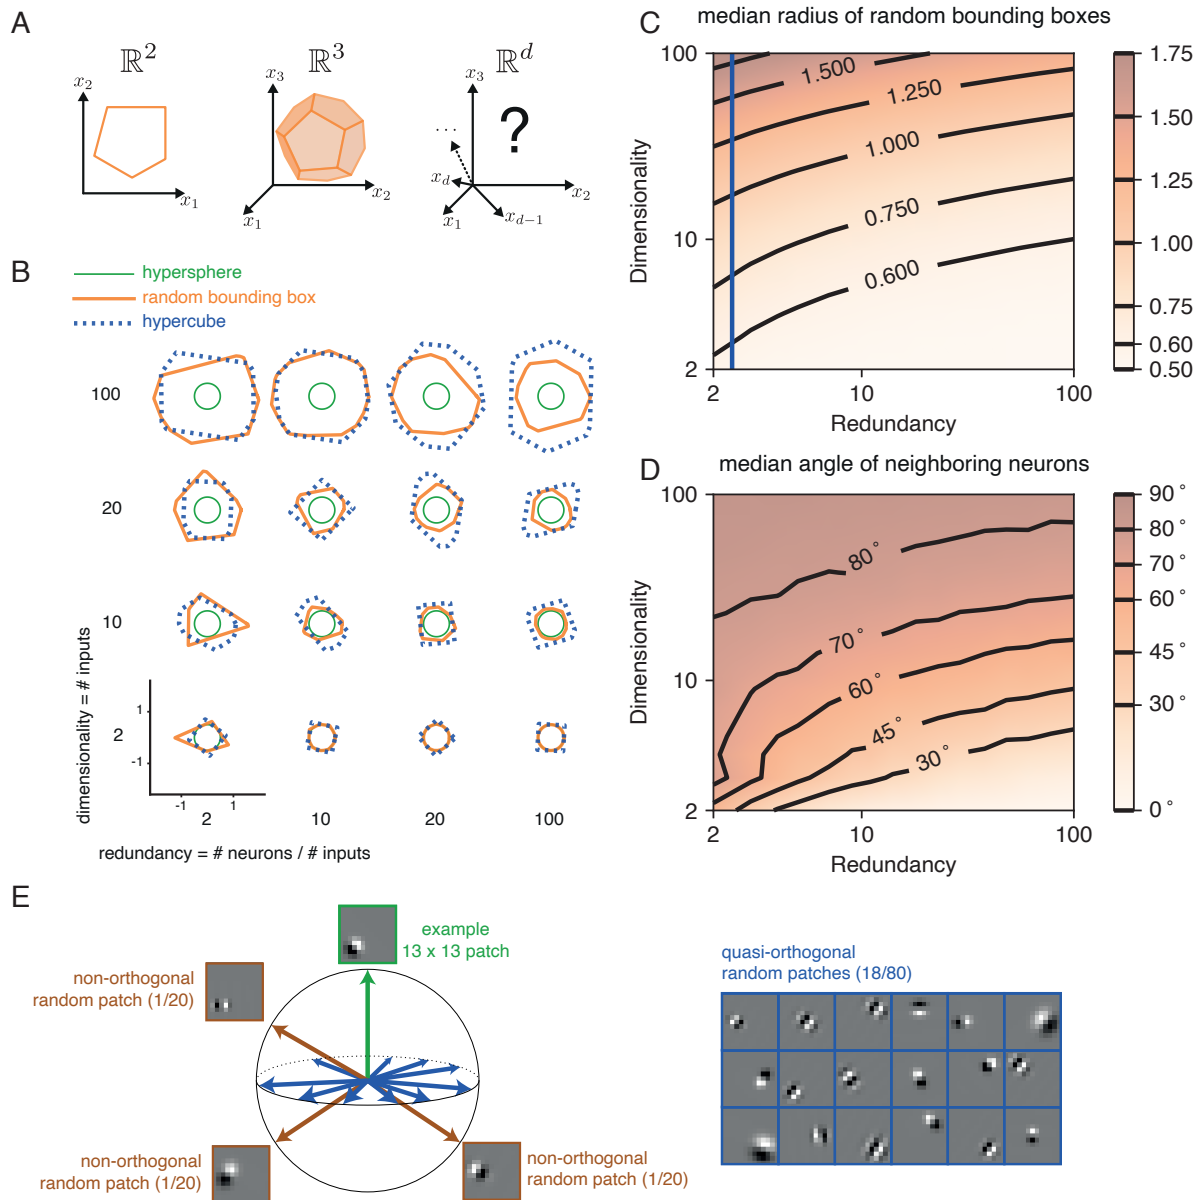 A
ℝ²
ℝ³
ℝᵈ
x₂
x₁
x₃
x₂
x₁
x₃
?
...
x_d
x₂
x₁
x_{d−1}
B
hypersphere
random bounding box
hypercube
100
20
10
2
dimensionality = # inputs
1
-1
-1
1
2
10
20
100
redundancy = # neurons / # inputs
C
median radius of random bounding boxes
100
10
2
Dimensionality
1.500
1.250
1.000
0.750
0.600
2
10
100
Redundancy
1.75
1.50
1.25
1.00
0.75
0.60
0.50
D
median angle of neighboring neurons
100
10
2
Dimensionality
80°
70°
60°
45°
30°
2
10
100
Redundancy
90°
80°
70°
60°
45°
30°
0°
E
example
13 x 13 patch
non-orthogonal
random patch (1/20)
non-orthogonal
random patch (1/20)
non-orthogonal
random patch (1/20)
quasi-orthogonal
random patches (18/80)